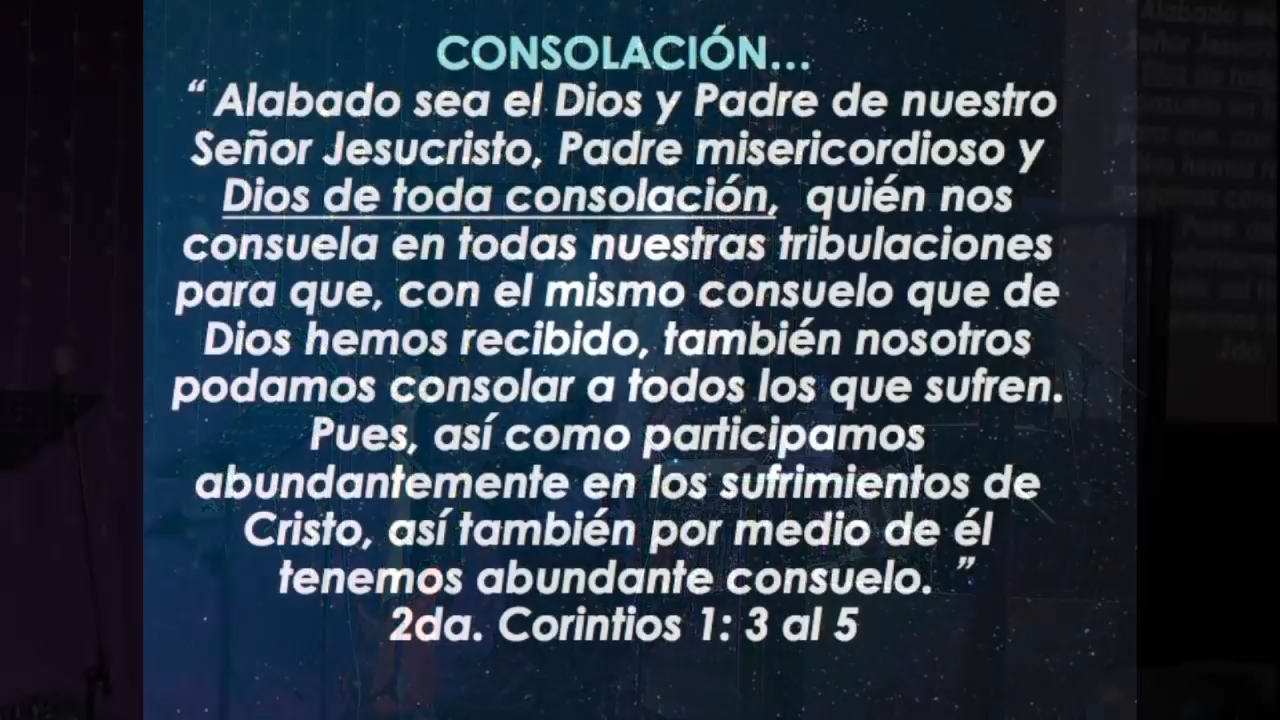 CONSOLACIÓN...
“ Alabado sea el Dios y Padre de nuestro
Señor Jesucristo, Padre misericordioso y
Dios de toda consolación,  quién nos
consuela en todas nuestras tribulaciones
para que, con el mismo consuelo que de
Dios hemos recibido, también nosotros
podamos consolar a todos los que sufren.
Pues, así como participamos
abundantemente en los sufrimientos de
Cristo, así también por medio de él
tenemos abundante consuelo.  ”
2da. Corintios 1: 3 al 5